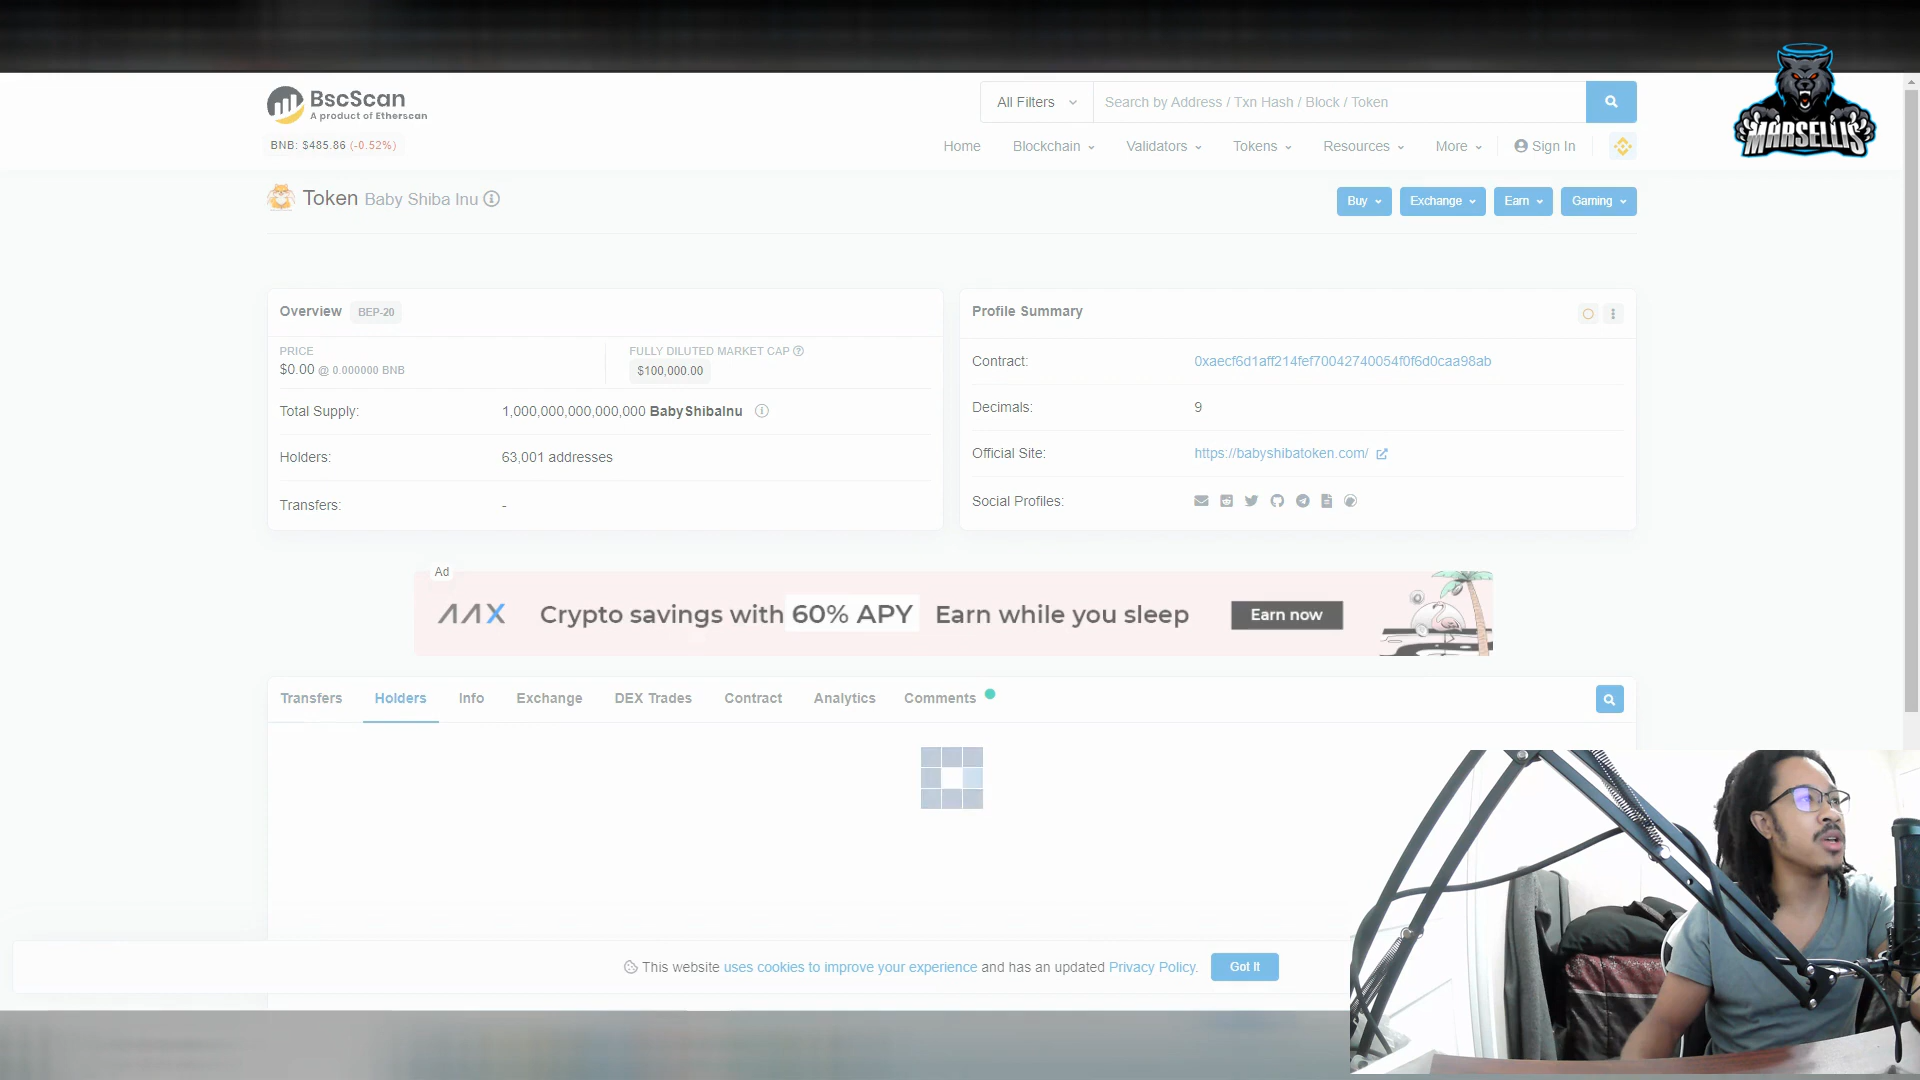 BscScan
A product of Etherscan
All Filters
Search by Address / Txn Hash / Block / Token
MARSELLIS
BNB: $485.86 (-0.52%)
Home Blockchain Validators Tokens Resources More Sign In
Token Baby Shiba Inu
Buy Exchange Earn Gaming
Overview BEP-20
PRICE
$0.00 @ 0.000000 BNB
FULLY DILUTED MARKET CAP
$100,000.00
Total Supply: 1,000,000,000,000,000 BabyShibaInu
Holders: 63,001 addresses
Transfers: -
Profile Summary
Contract: 0xaecf6d1aff214fef70042740054f0f6d0caa98ab
Decimals: 9
Official Site: https://babyshibatoken.com/
Social Profiles:
Ad
AAX Crypto savings with 60% APY Earn while you sleep Earn now
Transfers Holders Info Exchange DEX Trades Contract Analytics Comments
This website uses cookies to improve your experience and has an updated Privacy Policy. Got It